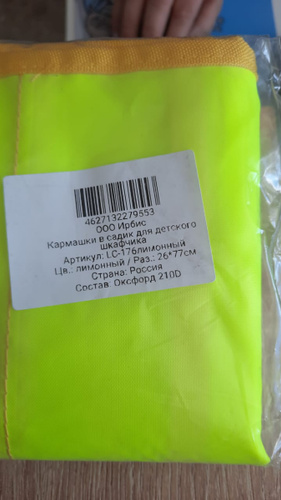 4627132279553
ООО Ирбис
Кармашки в садик для детского
шкафчика
Артикул: LC-176лимонный
Цв.: лимонный / Раз.: 26*77см
Страна: Россия
Состав: Оксфорд 210D